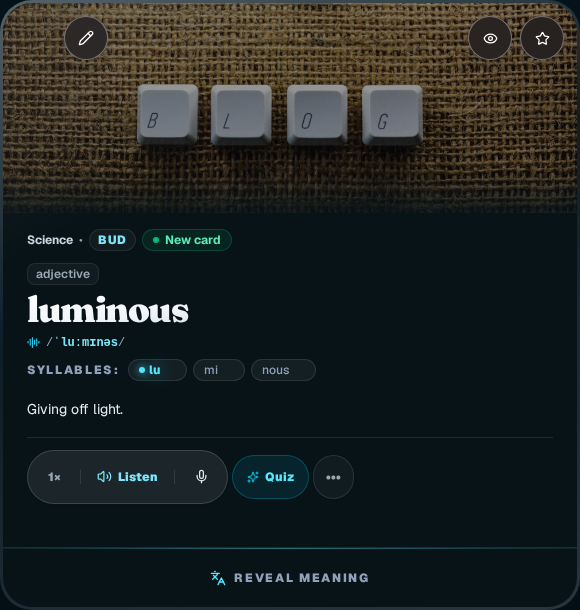 B L O G
Science • BUD New card
adjective
luminous
/ˈluːmɪnəs/
SYLLABLES: lu mi nous
Giving off light.
1× Listen Quiz •••
REVEAL MEANING